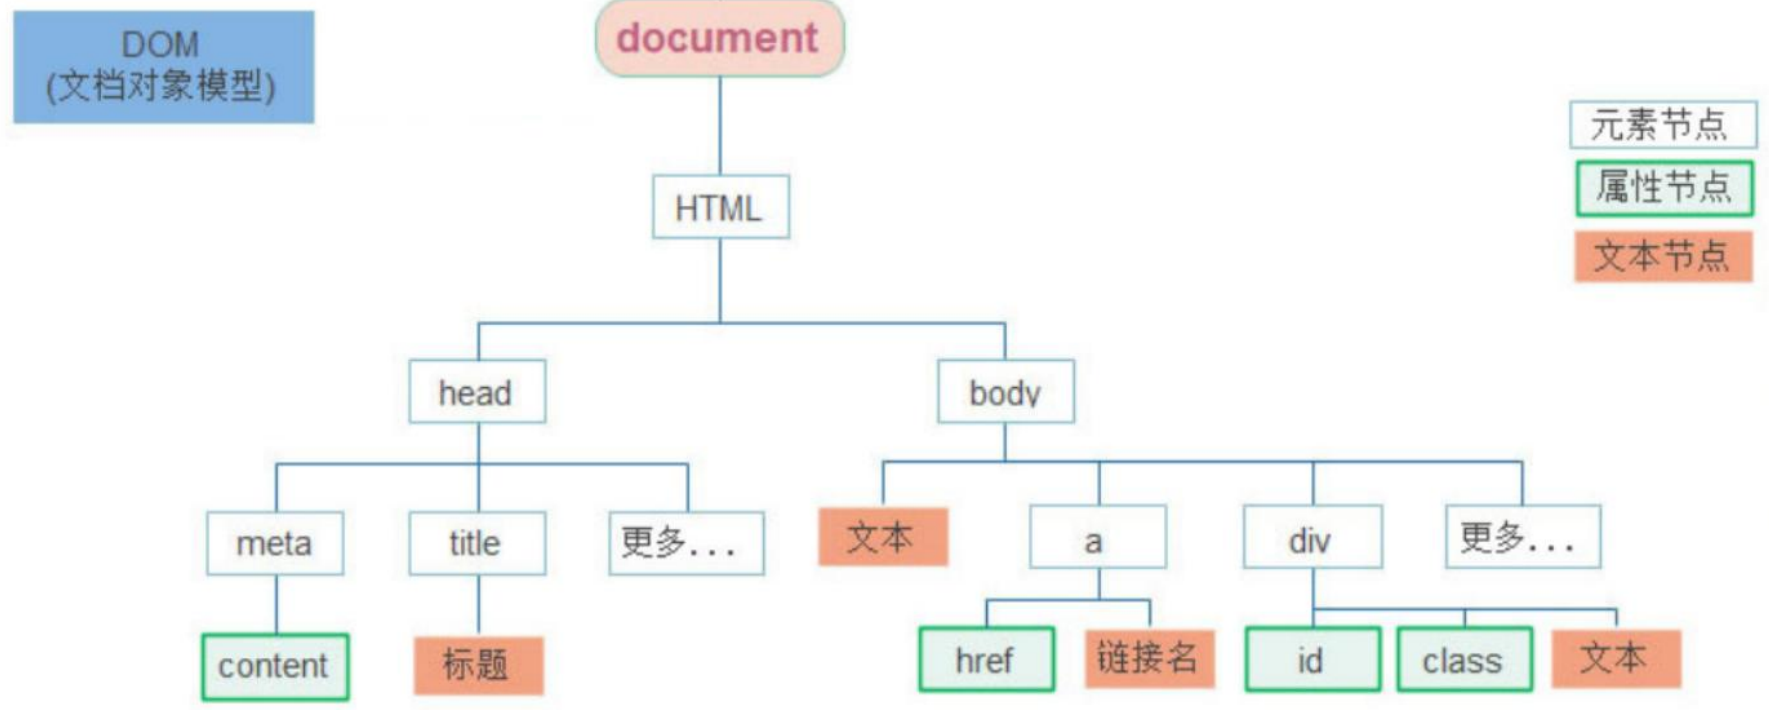 DOM
(文档对象模型)
document
元素节点
属性节点
文本节点
HTML
head
body
meta
title
更多...
文本
a
div
更多...
content
标题
href
链接名
id
class
文本